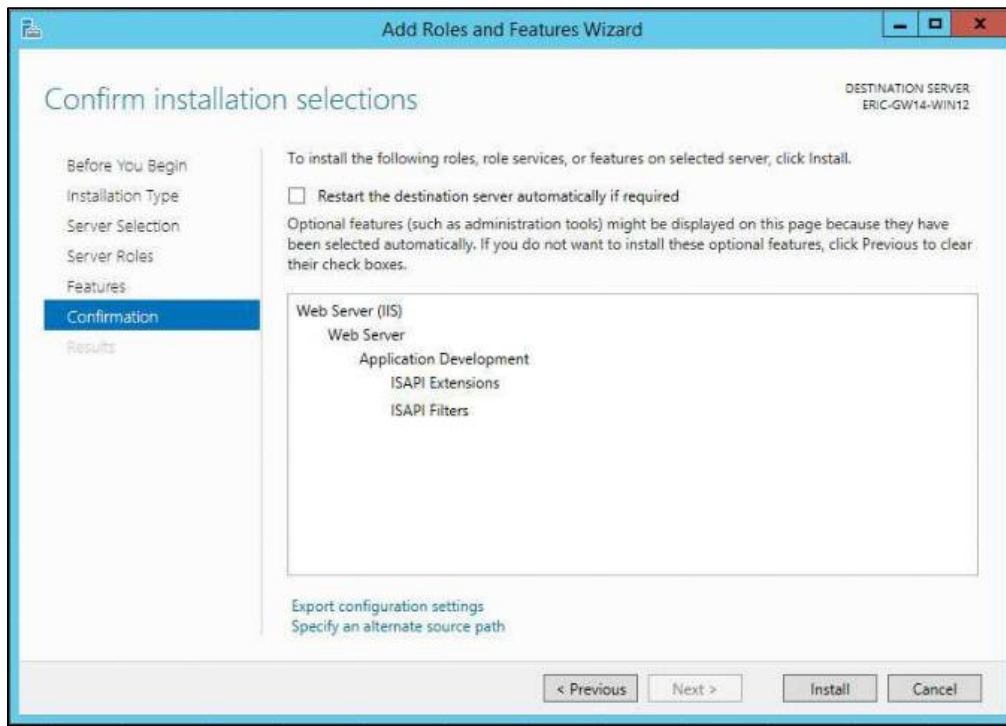 Add Roles and Features Wizard
Confirm installation selections
DESTINATION SERVER
ERIC-GW14-WIN12
Before You Begin
Installation Type
Server Selection
Server Roles
Features
Confirmation
Results
To install the following roles, role services, or features on selected server, click Install.
Restart the destination server automatically if required
Optional features (such as administration tools) might be displayed on this page because they have
been selected automatically. If you do not want to install these optional features, click Previous to clear
their check boxes.
Web Server (IIS)
Web Server
Application Development
ISAPI Extensions
ISAPI Filters
Export configuration settings
Specify an alternate source path
< Previous
Next >
Install
Cancel